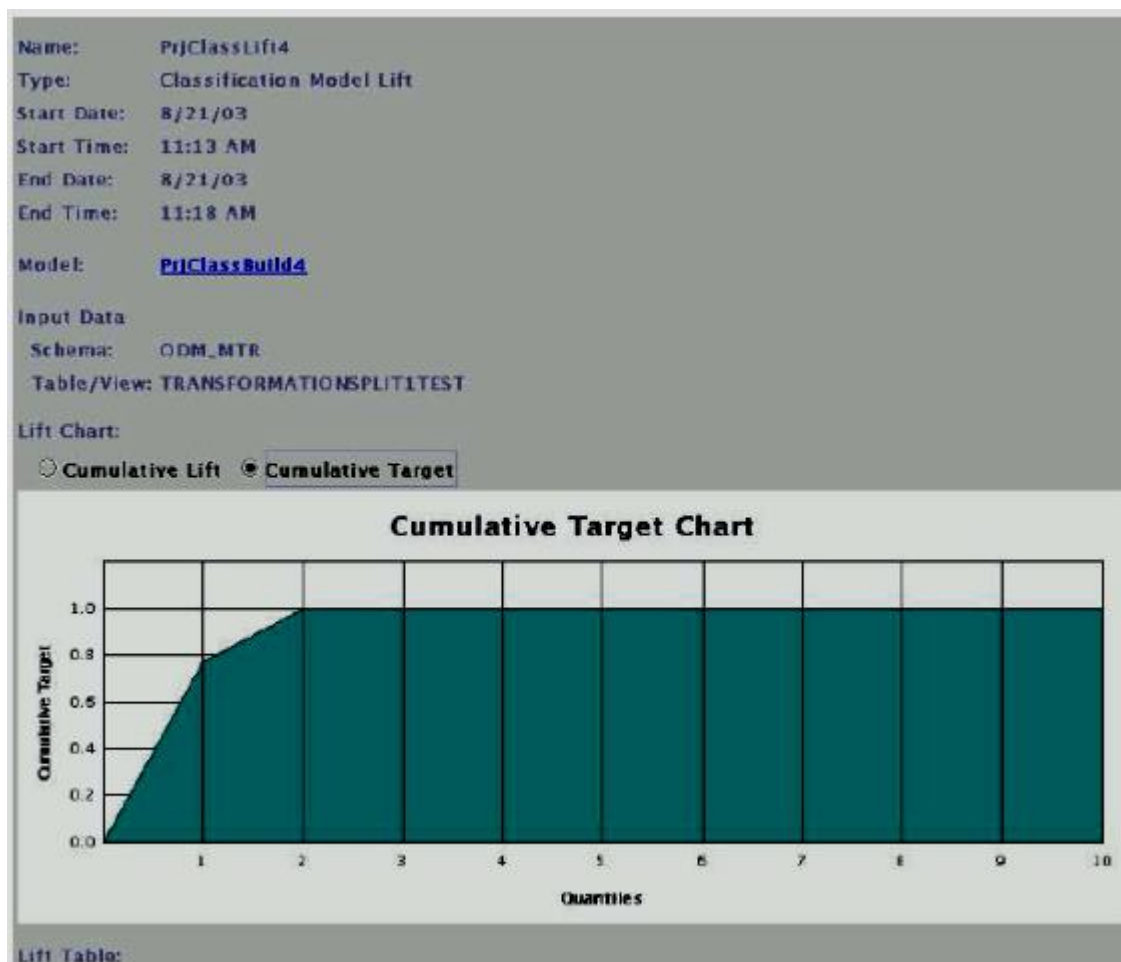 Name: PrjClassLift4
Type: Classification Model Lift
Start Date: 8/21/03
Start Time: 11:13 AM
End Date: 8/21/03
End Time: 11:18 AM
Model: PrjClassBuild4
Input Data
Schema: ODM_MTR
Table/View: TRANSFORMATIONSPLIT1TEST
Lift Chart:
Cumulative Lift Cumulative Target
Cumulative Target Chart
Cumulative Target
1.0
0.8
0.6
0.4
0.2
0.0
1 2 3 4 5 6 7 8 9 10
Quantiles
Lift Table: